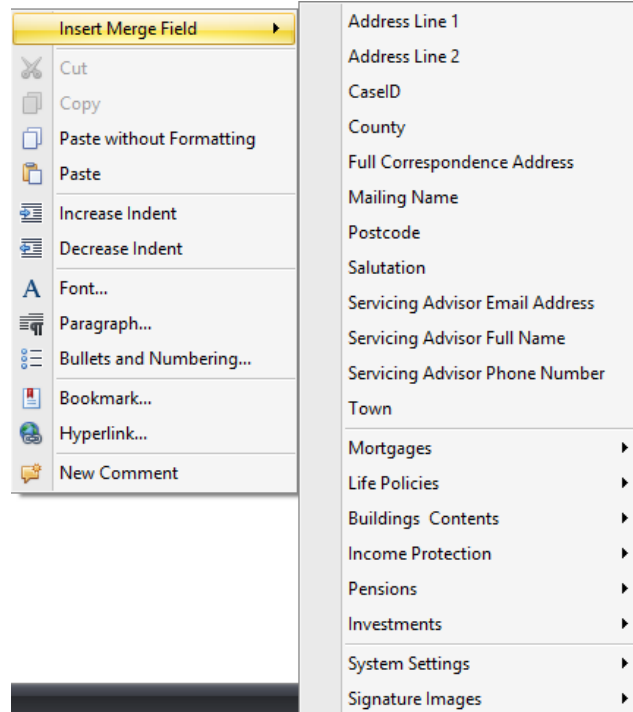 Insert Merge Field
Cut
Copy
Paste without Formatting
Paste
Increase Indent
Decrease Indent
Font...
Paragraph...
Bullets and Numbering...
Bookmark...
Hyperlink...
New Comment
Address Line 1
Address Line 2
CaseID
County
Full Correspondence Address
Mailing Name
Postcode
Salutation
Servicing Advisor Email Address
Servicing Advisor Full Name
Servicing Advisor Phone Number
Town
Mortgages
Life Policies
Buildings  Contents
Income Protection
Pensions
Investments
System Settings
Signature Images